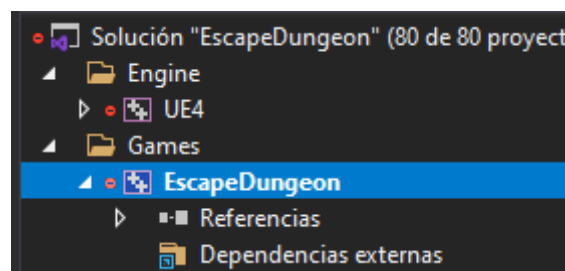 Solución "EscapeDungeon" (80 de 80 proyect
Engine
UE4
Games
EscapeDungeon
Referencias
Dependencias externas